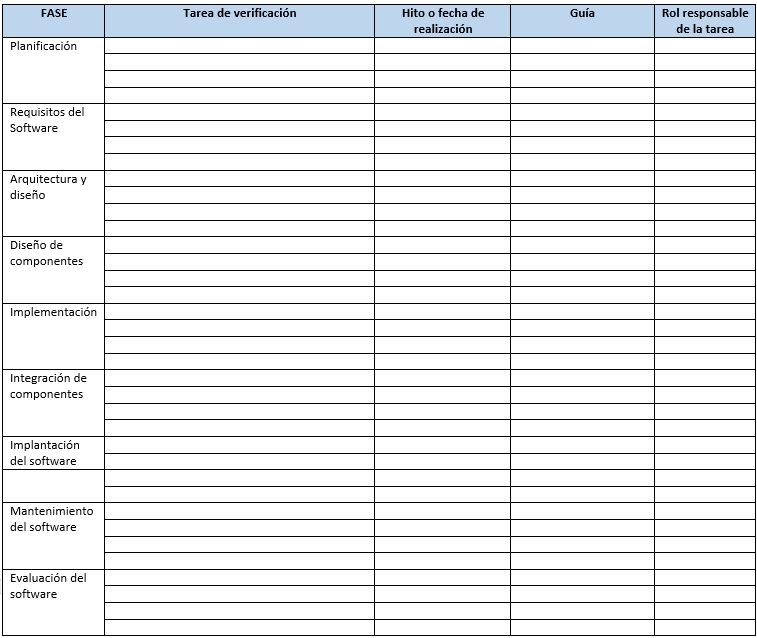 FASE
Tarea de verificación
Hito o fecha de
realización
Guía
Rol responsable
de la tarea
Planificación
Requisitos del
Software
Arquitectura y
diseño
Diseño de
componentes
Implementación
Integración de
componentes
Implantación
del software
Mantenimiento
del software
Evaluación del
software